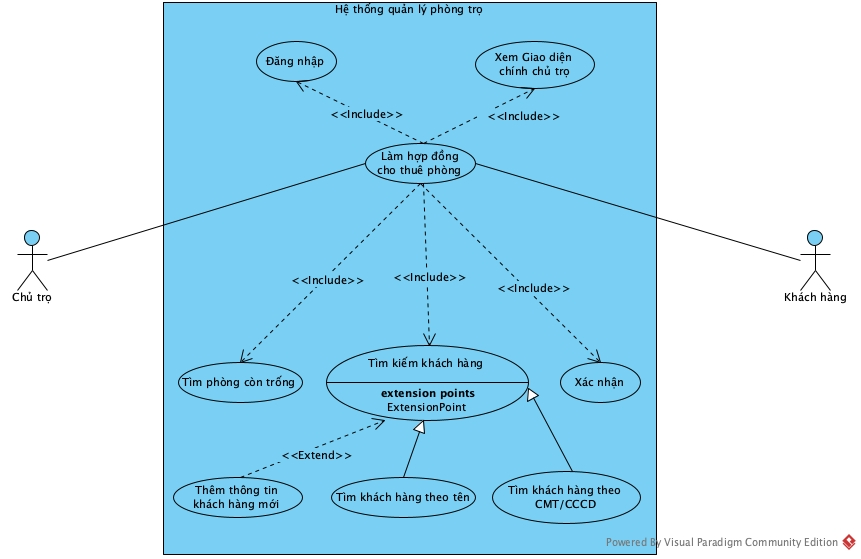 Hệ thống quản lý phòng trọ
Đăng nhập
Xem Giao diện
chính chủ trọ
<<Include>>
<<Include>>
Làm hợp đồng
cho thuê phòng
Chủ trọ
Khách hàng
<<Include>>
<<Include>>
<<Include>>
Tìm phòng còn trống
Tìm kiếm khách hàng
extension points
ExtensionPoint
Xác nhận
<<Extend>>
Thêm thông tin
khách hàng mới
Tìm khách hàng theo tên
Tìm khách hàng theo
CMT/CCCD
Powered By Visual Paradigm Community Edition